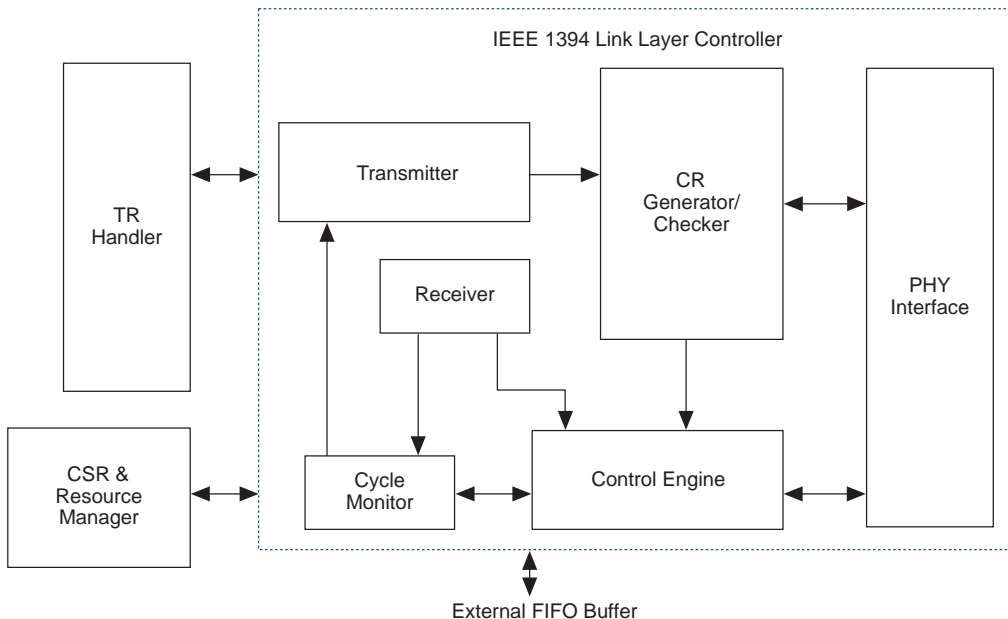 IEEE 1394 Link Layer Controller
TR
Handler
Transmitter
CR
Generator/
Checker
PHY
Interface
Receiver
CSR &
Resource
Manager
Cycle
Monitor
Control Engine
External FIFO Buffer